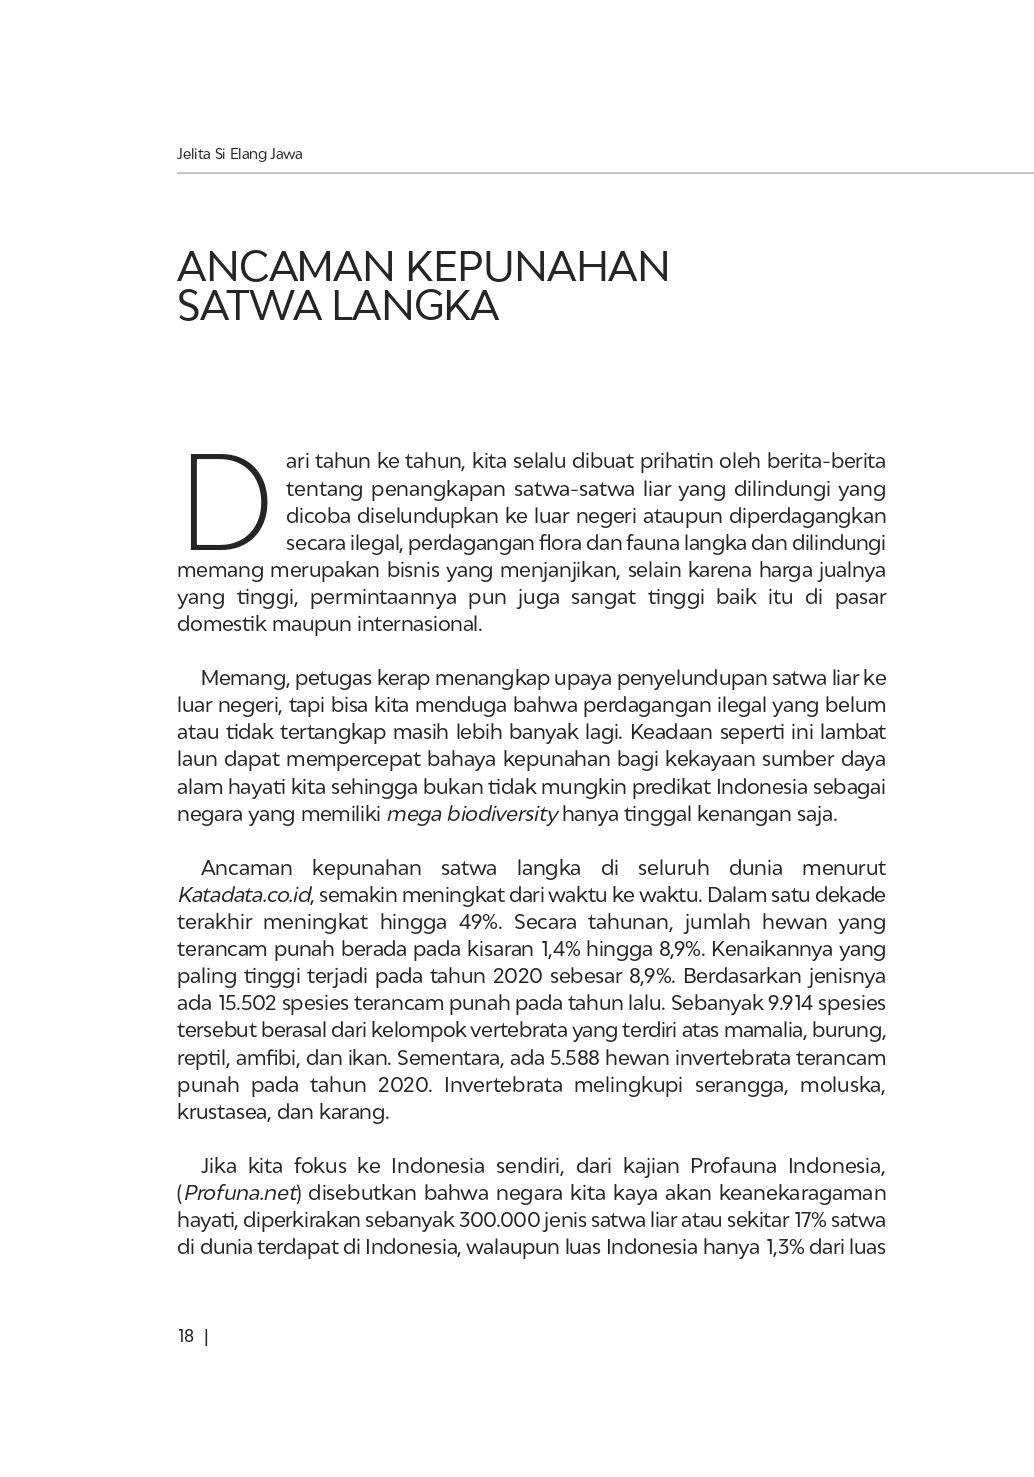 Jelita Si Elang Jawa
ANCAMAN KEPUNAHAN
SATWA LANGKA
Dari tahun ke tahun, kita selalu dibuat prihatin oleh berita-berita
tentang penangkapan satwa-satwa liar yang dilindungi yang
dicoba diselundupkan ke luar negeri ataupun diperdagangkan
secara ilegal, perdagangan flora dan fauna langka dan dilindungi
memang merupakan bisnis yang menjanjikan, selain karena harga jualnya
yang tinggi, permintaannya pun juga sangat tinggi baik itu di pasar
domestik maupun internasional.
Memang, petugas kerap menangkap upaya penyelundupan satwa liar ke
luar negeri, tapi bisa kita menduga bahwa perdagangan ilegal yang belum
atau tidak tertangkap masih lebih banyak lagi. Keadaan seperti ini lambat
laun dapat mempercepat bahaya kepunahan bagi kekayaan sumber daya
alam hayati kita sehingga bukan tidak mungkin predikat Indonesia sebagai
negara yang memiliki mega biodiversity hanya tinggal kenangan saja.
Ancaman kepunahan satwa langka di seluruh dunia menurut
Katadata.co.id, semakin meningkat dari waktu ke waktu. Dalam satu dekade
terakhir meningkat hingga 49%. Secara tahunan, jumlah hewan yang
terancam punah berada pada kisaran 1,4% hingga 8,9%. Kenaikannya yang
paling tinggi terjadi pada tahun 2020 sebesar 8,9%. Berdasarkan jenisnya
ada 15.502 spesies terancam punah pada tahun lalu. Sebanyak 9.914 spesies
tersebut berasal dari kelompok vertebrata yang terdiri atas mamalia, burung,
reptil, amfibi, dan ikan. Sementara, ada 5.588 hewan invertebrata terancam
punah pada tahun 2020. Invertebrata melingkupi serangga, moluska,
krustasea, dan karang.
Jika kita fokus ke Indonesia sendiri, dari kajian Profauna Indonesia,
(Profuna.net) disebutkan bahwa negara kita kaya akan keanekaragaman
hayati, diperkirakan sebanyak 300.000 jenis satwa liar atau sekitar 17% satwa
di dunia terdapat di Indonesia, walaupun luas Indonesia hanya 1,3% dari luas
18 |